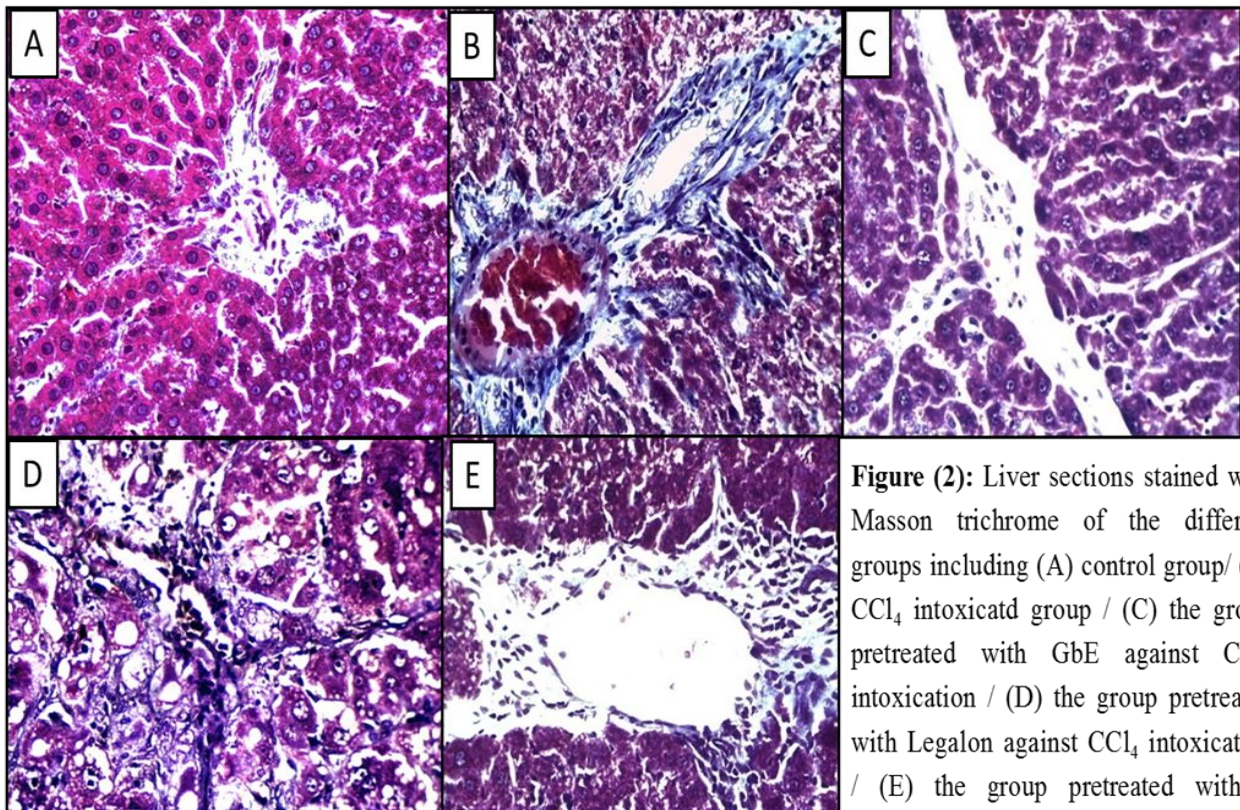 A
B
C
D
E
Figure (2): Liver sections stained w
Masson trichrome of the differ
groups including (A) control group/ (
CCl₄ intoxicatd group / (C) the gro
pretreated with GbE against C
intoxication / (D) the group pretrea
with Legalon against CCl₄ intoxicat
/ (E) the group pretreated with